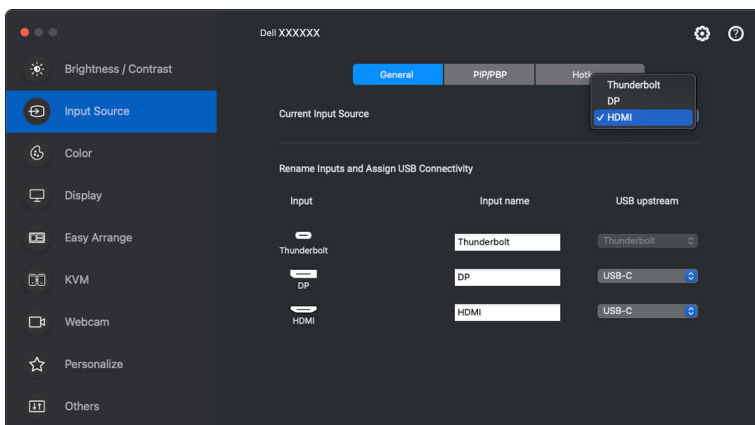 Dell XXXXXX
Brightness / Contrast
Input Source
Color
Display
Easy Arrange
KVM
Webcam
Personalize
Others
General PIP/PBP
Current Input Source
Thunderbolt
DP
HDMI
Rename Inputs and Assign USB Connectivity
Input Input name USB upstream
Thunderbolt Thunderbolt Thunderbolt
DP DP USB-C
HDMI HDMI USB-C